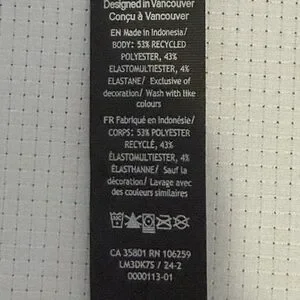 Designed in Vancouver
Conçu à Vancouver
EN Made in Indonesia/
BODY: 53% RECYCLED
POLYESTER, 43%
ELASTOMULTIESTER, 4%
ELASTANE/ Exclusive of
decoration/ Wash with like
colours
FR Fabriqué en Indonésie/
CORPS: 53% POLYESTER
RECYCLÉ, 43%
ÉLASTOMULTIESTER, 4%
ÉLASTHANNE/ Sauf la
décoration/ Lavage avec
des couleurs similaires
CA 35801 RN 106259
LM3DK7S / 24-2
0000113-01